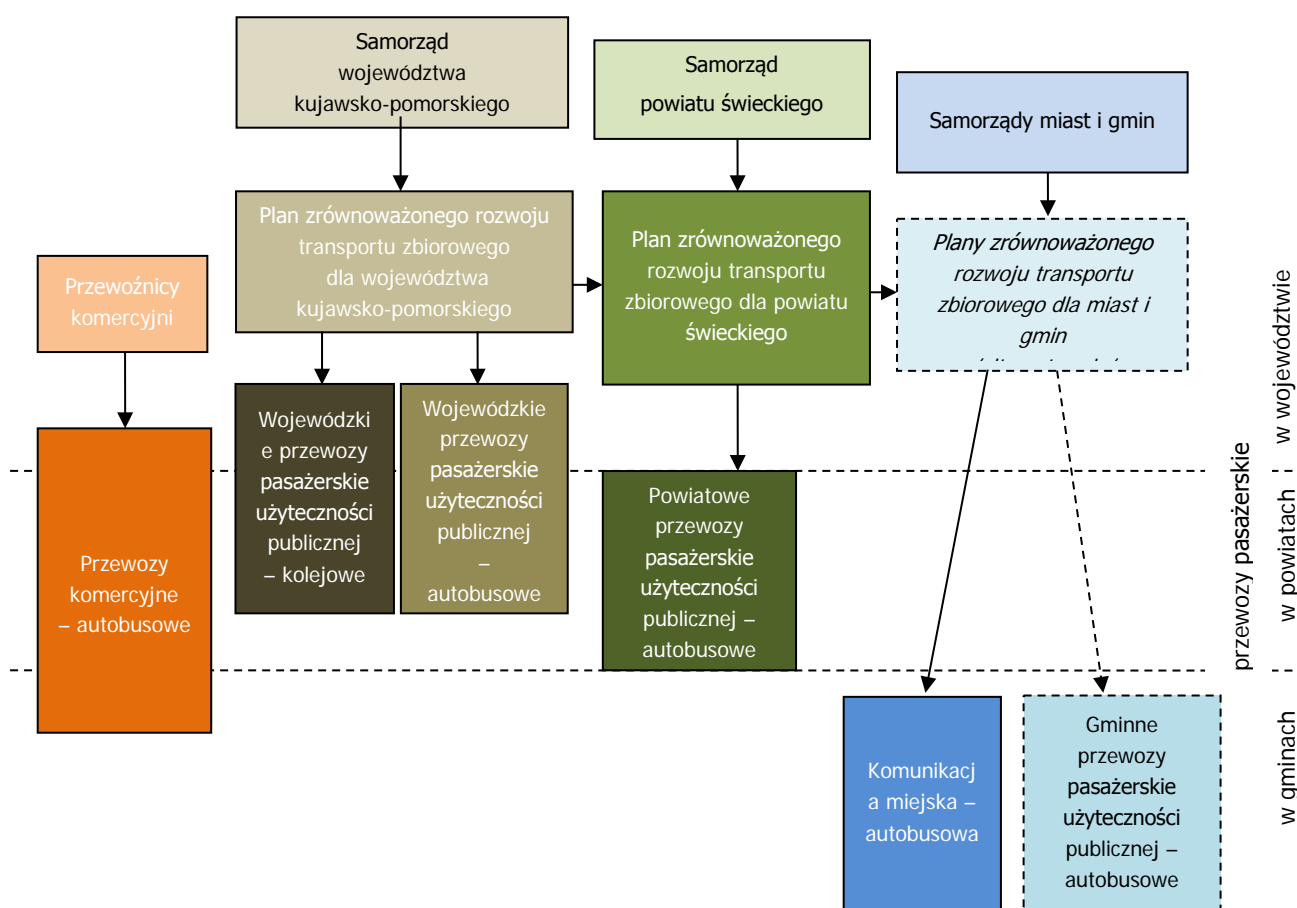 Samorząd
województwa
kujawsko-pomorskiego
Samorząd
powiatu świeckiego
Samorządy miast i gmin
Przewoźnicy
komercyjni
Plan zrównoważonego rozwoju
transportu zbiorowego
dla województwa
kujawsko-pomorskiego
Plan zrównoważonego
rozwoju transportu
zbiorowego dla powiatu
świeckiego
Plany zrównoważonego
rozwoju transportu
zbiorowego dla miast i
gmin
Przewozy
komercyjne
– autobusowe
Wojewódzki
e przewozy
pasażerskie
użyteczności
publicznej
– kolejowe
Wojewódzkie
przewozy
pasażerskie
użyteczności
publicznej
–
autobusowe
Powiatowe
przewozy
pasażerskie
użyteczności
publicznej –
autobusowe
Komunikacj
a miejska –
autobusowa
Gminne
przewozy
pasażerskie
użyteczności
publicznej –
autobusowe
przewozy pasażerskie
w województwie
w powiatach
w gminach